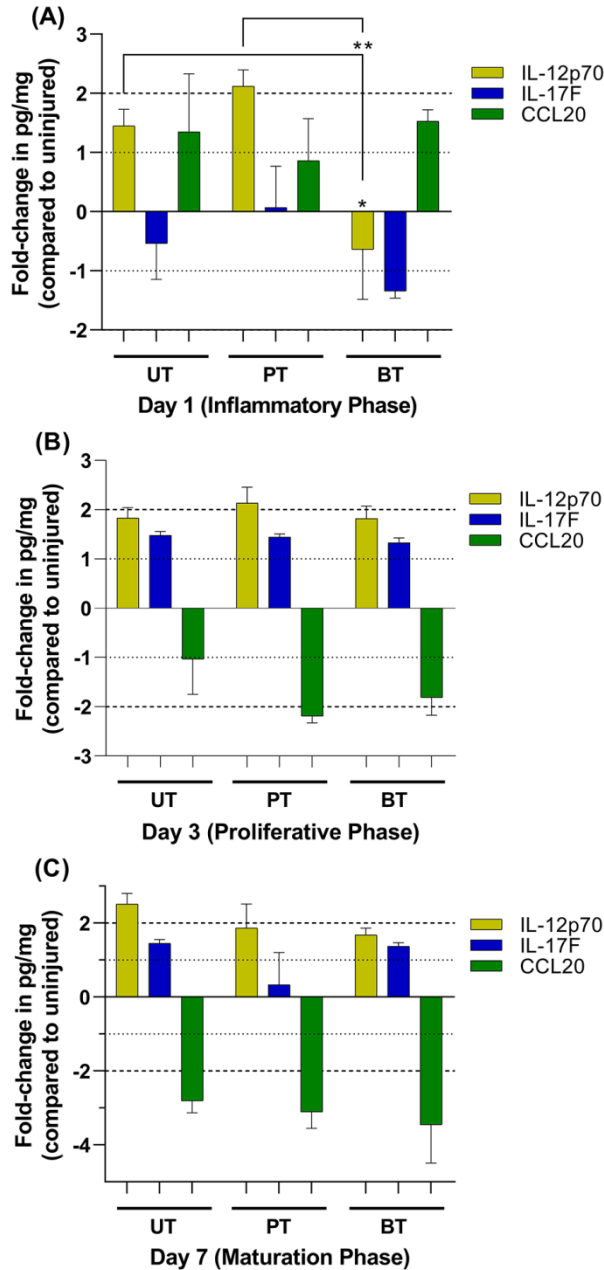 (A)
**
IL-12p70
IL-17F
CCL20
3
2
1
0
-1
-2
*
Fold-change in pg/mg
(compared to uninjured)
UT PT BT
Day 1 (Inflammatory Phase)
(B)
IL-12p70
IL-17F
CCL20
3
2
1
0
-1
-2
-3
Fold-change in pg/mg
(compared to uninjured)
UT PT BT
Day 3 (Proliferative Phase)
(C)
IL-12p70
IL-17F
CCL20
2
0
-2
-4
Fold-change in pg/mg
(compared to uninjured)
UT PT BT
Day 7 (Maturation Phase)